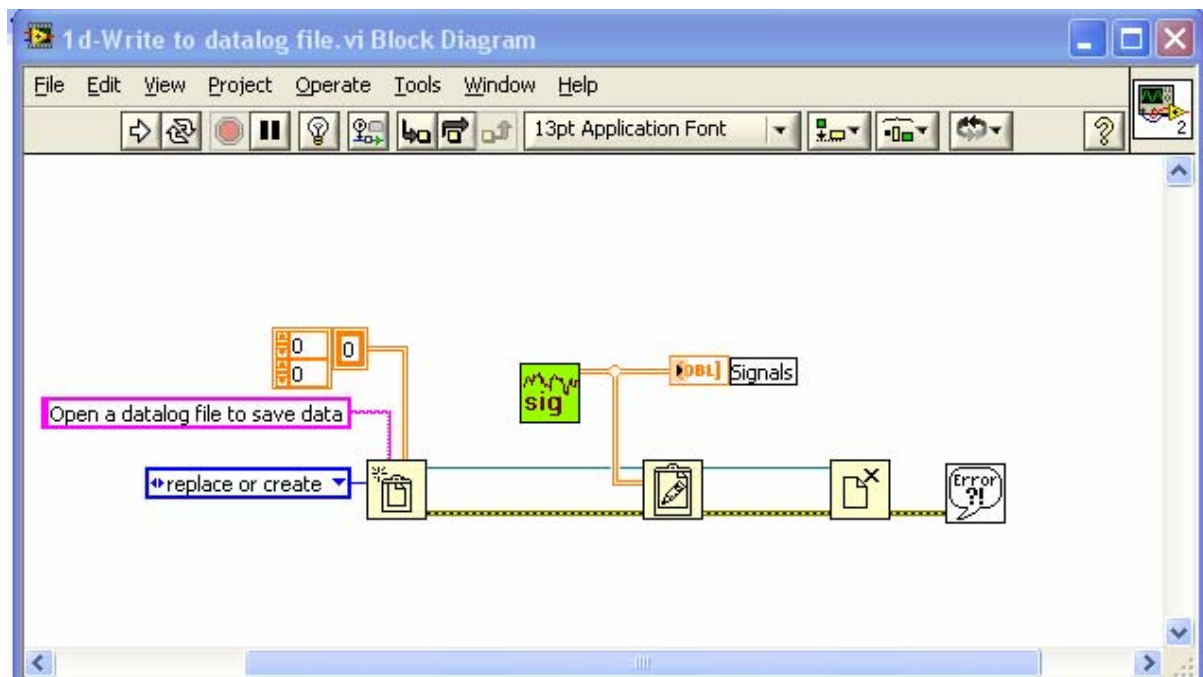 1d-Write to datalog file.vi Block Diagram
File Edit View Project Operate Tools Window Help
13pt Application Font
2
0
0
0
Signals
DBL]
sig
Open a datalog file to save data
replace or create
Error
?!